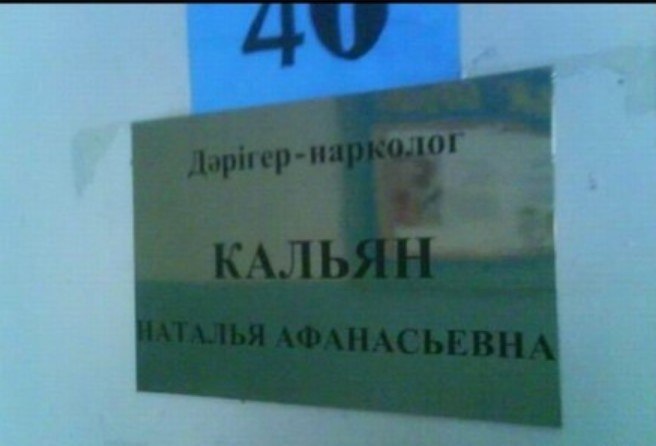 40
Дәрігер-нарколог
КАЛЬЯН
НАТАЛЬЯ АФАНАСЬЕВНА